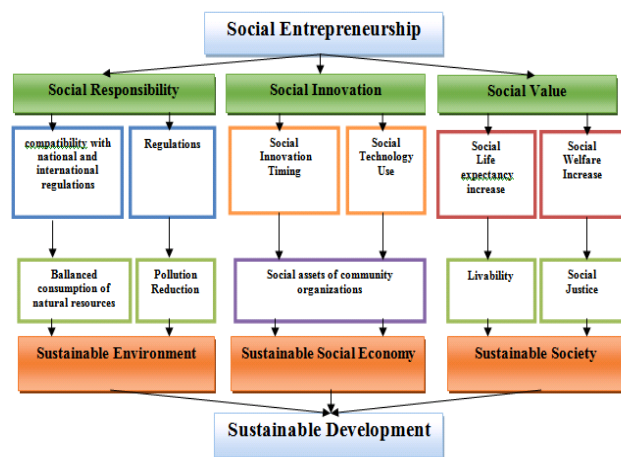 Social Entrepreneurship
Social Responsibility
Social Innovation
Social Value
compatibility with
national and
international
regulations
Regulations
Social
Innovation
Timing
Social
Technology
Use
Social
Life
expectancy
increase
Social
Welfare
Increase
Ballanced
consumption of
natural resources
Pollution
Reduction
Social assets of community
organizations
Livability
Social
Justice
Sustainable Environment
Sustainable Social Economy
Sustainable Society
Sustainable Development